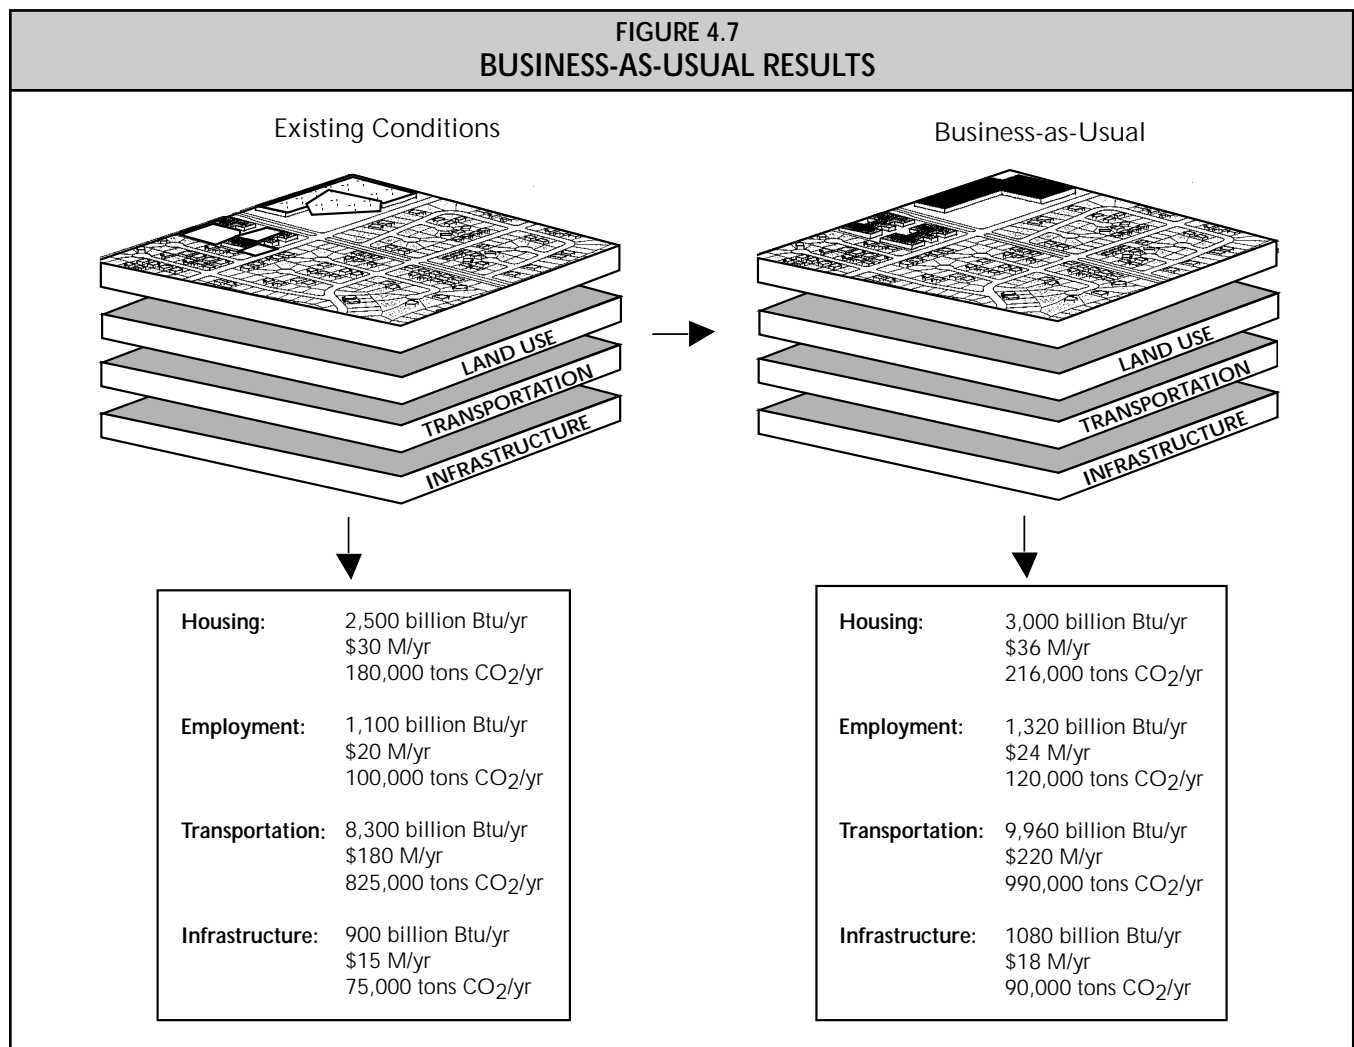 FIGURE 4.7
BUSINESS-AS-USUAL RESULTS
Existing Conditions
LAND USE
TRANSPORTATION
INFRASTRUCTURE
Housing: 2,500 billion Btu/yr
$30 M/yr
180,000 tons CO2/yr
Employment: 1,100 billion Btu/yr
$20 M/yr
100,000 tons CO2/yr
Transportation: 8,300 billion Btu/yr
$180 M/yr
825,000 tons CO2/yr
Infrastructure: 900 billion Btu/yr
$15 M/yr
75,000 tons CO2/yr
Business-as-Usual
LAND USE
TRANSPORTATION
INFRASTRUCTURE
Housing: 3,000 billion Btu/yr
$36 M/yr
216,000 tons CO2/yr
Employment: 1,320 billion Btu/yr
$24 M/yr
120,000 tons CO2/yr
Transportation: 9,960 billion Btu/yr
$220 M/yr
990,000 tons CO2/yr
Infrastructure: 1080 billion Btu/yr
$18 M/yr
90,000 tons CO2/yr